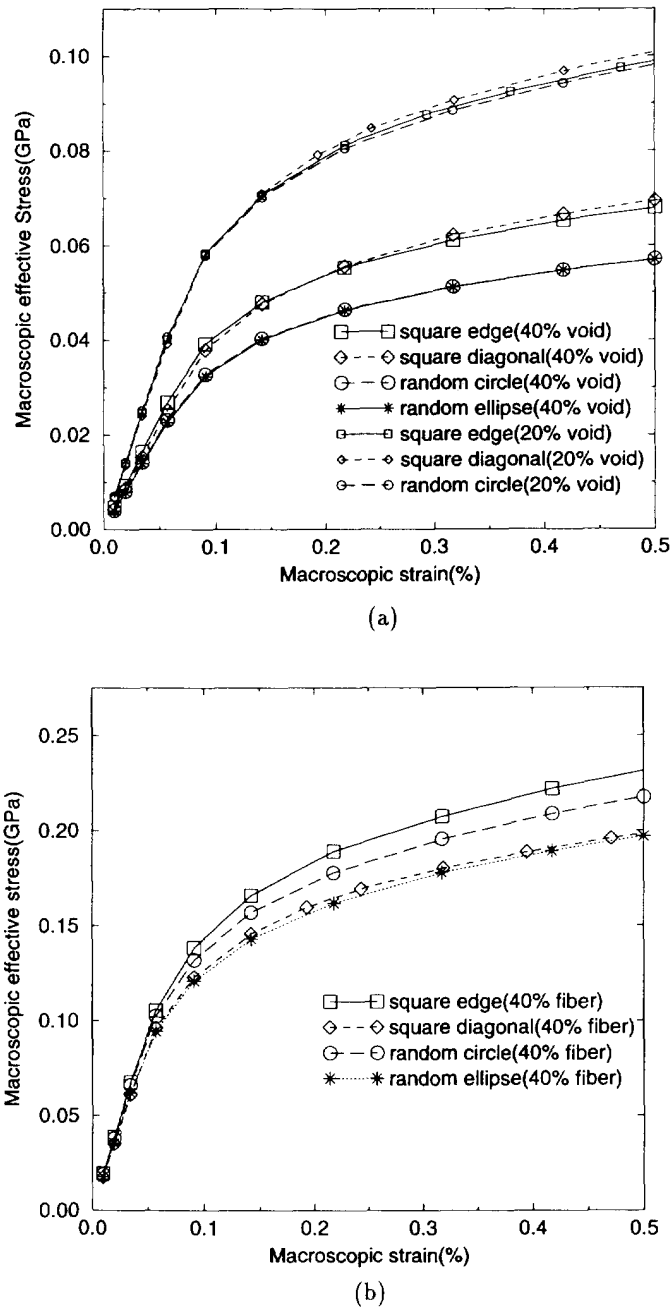 0.10
0.08
0.06
0.04
0.02
0.00
Macroscopic effective Stress(GPa)
square edge(40% void)
square diagonal(40% void)
random circle(40% void)
random ellipse(40% void)
square edge(20% void)
square diagonal(20% void)
random circle(20% void)
0.0 0.1 0.2 0.3 0.4 0.5
Macroscopic strain(%)
(a)
0.25
0.20
0.15
0.10
0.05
0.00
Macroscopic effective stress(GPa)
square edge(40% fiber)
square diagonal(40% fiber)
random circle(40% fiber)
random ellipse(40% fiber)
0.0 0.1 0.2 0.3 0.4 0.5
Macroscopic strain(%)
(b)